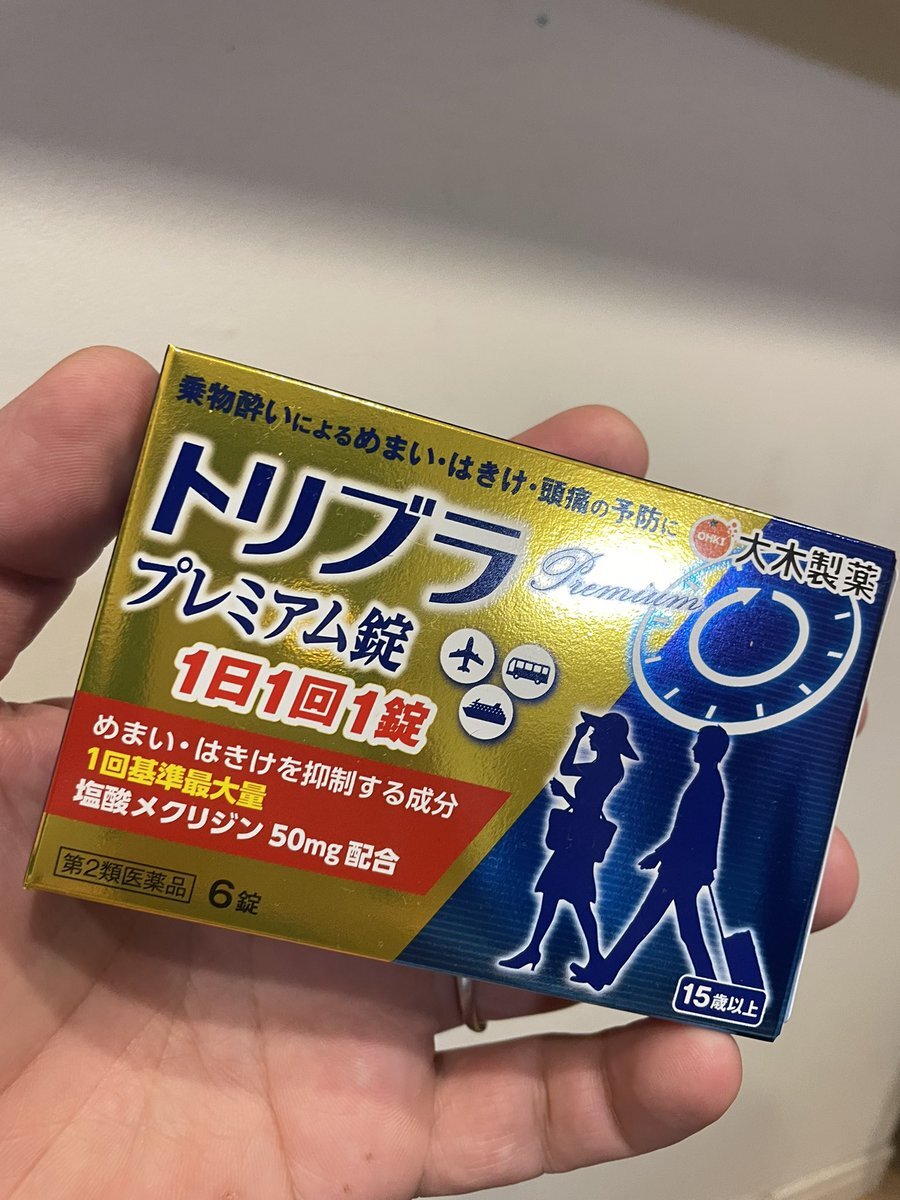 乗物酔いによるめまい・はきけ・頭痛の予防に
OHKI
大木製薬
トリブラ
Premium
プレミアム錠
1日1回1錠
めまい・はきけを抑制する成分
1回基準最大量
塩酸メクリジン 50mg 配合
第2類医薬品 6錠
15歳以上